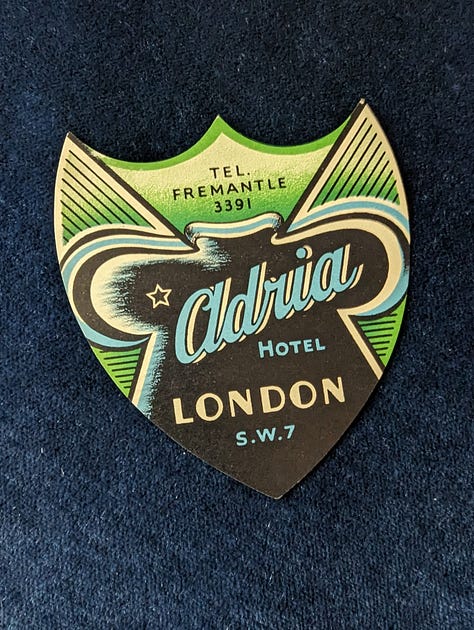 TEL.
FREMANTLE
3391
Adria
HOTEL
LONDON
S.W.7